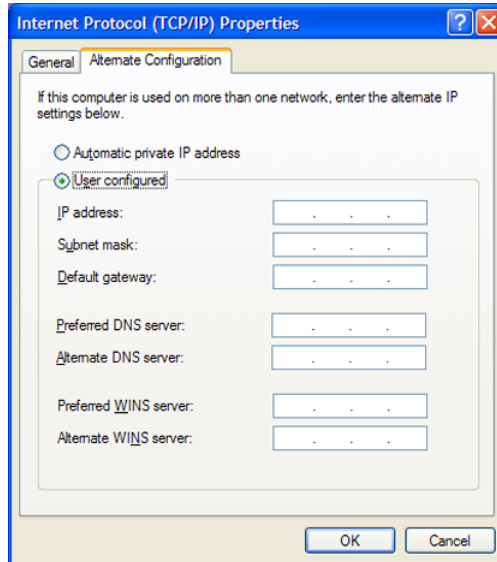 Internet Protocol (TCP/IP) Properties
General
Alternate Configuration
If this computer is used on more than one network, enter the alternate IP
settings below.
Automatic private IP address
User configured
IP address:
. . .
Subnet mask:
. . .
Default gateway:
. . .
Preferred DNS server:
. . .
Alternate DNS server:
. . .
Preferred WINS server:
. . .
Alternate WINS server:
. . .
OK
Cancel